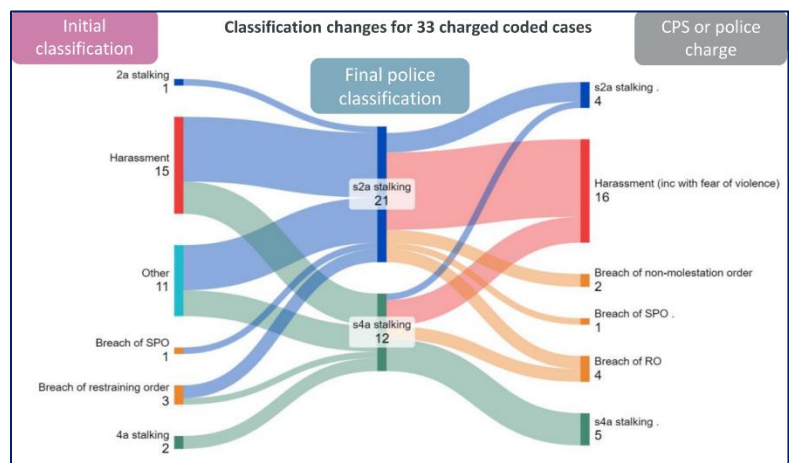 Initial
classification
Classification changes for 33 charged coded cases
CPS or police
charge
Final police
classification
2a stalking
1
Harassment
15
Other
11
Breach of SPO
1
Breach of restraining order
3
4a stalking
2
s2a stalking
21
s4a stalking
12
s2a stalking .
4
Harassment (inc with fear of violence)
16
Breach of non-molestation order
2
Breach of SPO .
1
Breach of RO
4
s4a stalking .
5